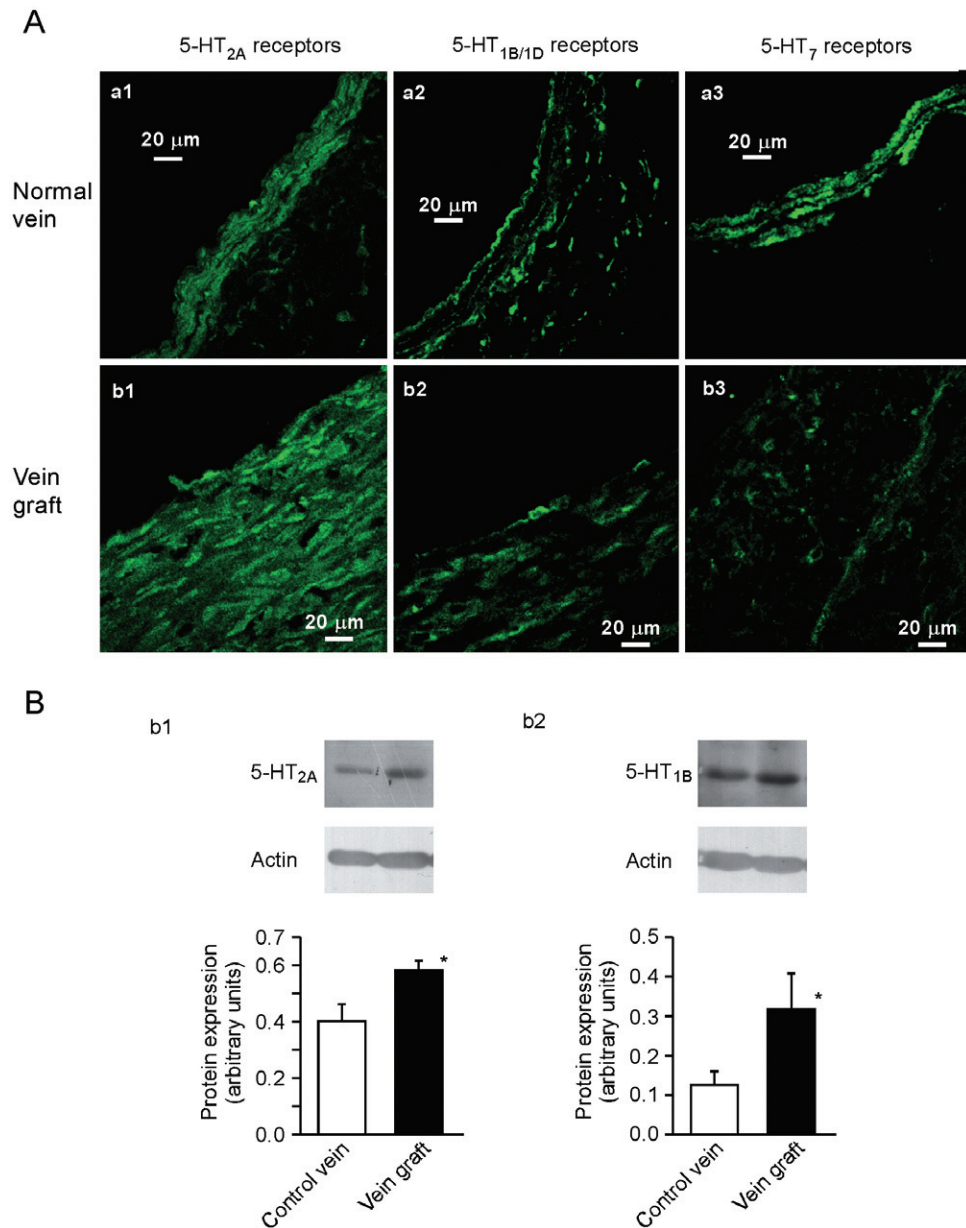 A
5-HT2A receptors
5-HT1B/1D receptors
5-HT7 receptors
Normal vein
a1
20 μm
a2
20 μm
a3
20 μm
Vein graft
b1
20 μm
b2
20 μm
b3
20 μm
B
b1
5-HT2A
Actin
Protein expression
(arbitrary units)
0.7
0.6
0.4
0.2
0.0
*
Control vein
Vein graft
b2
5-HT1B
Actin
Protein expression
(arbitrary units)
0.5
0.4
0.3
0.2
0.1
0.0
*
Control vein
Vein graft